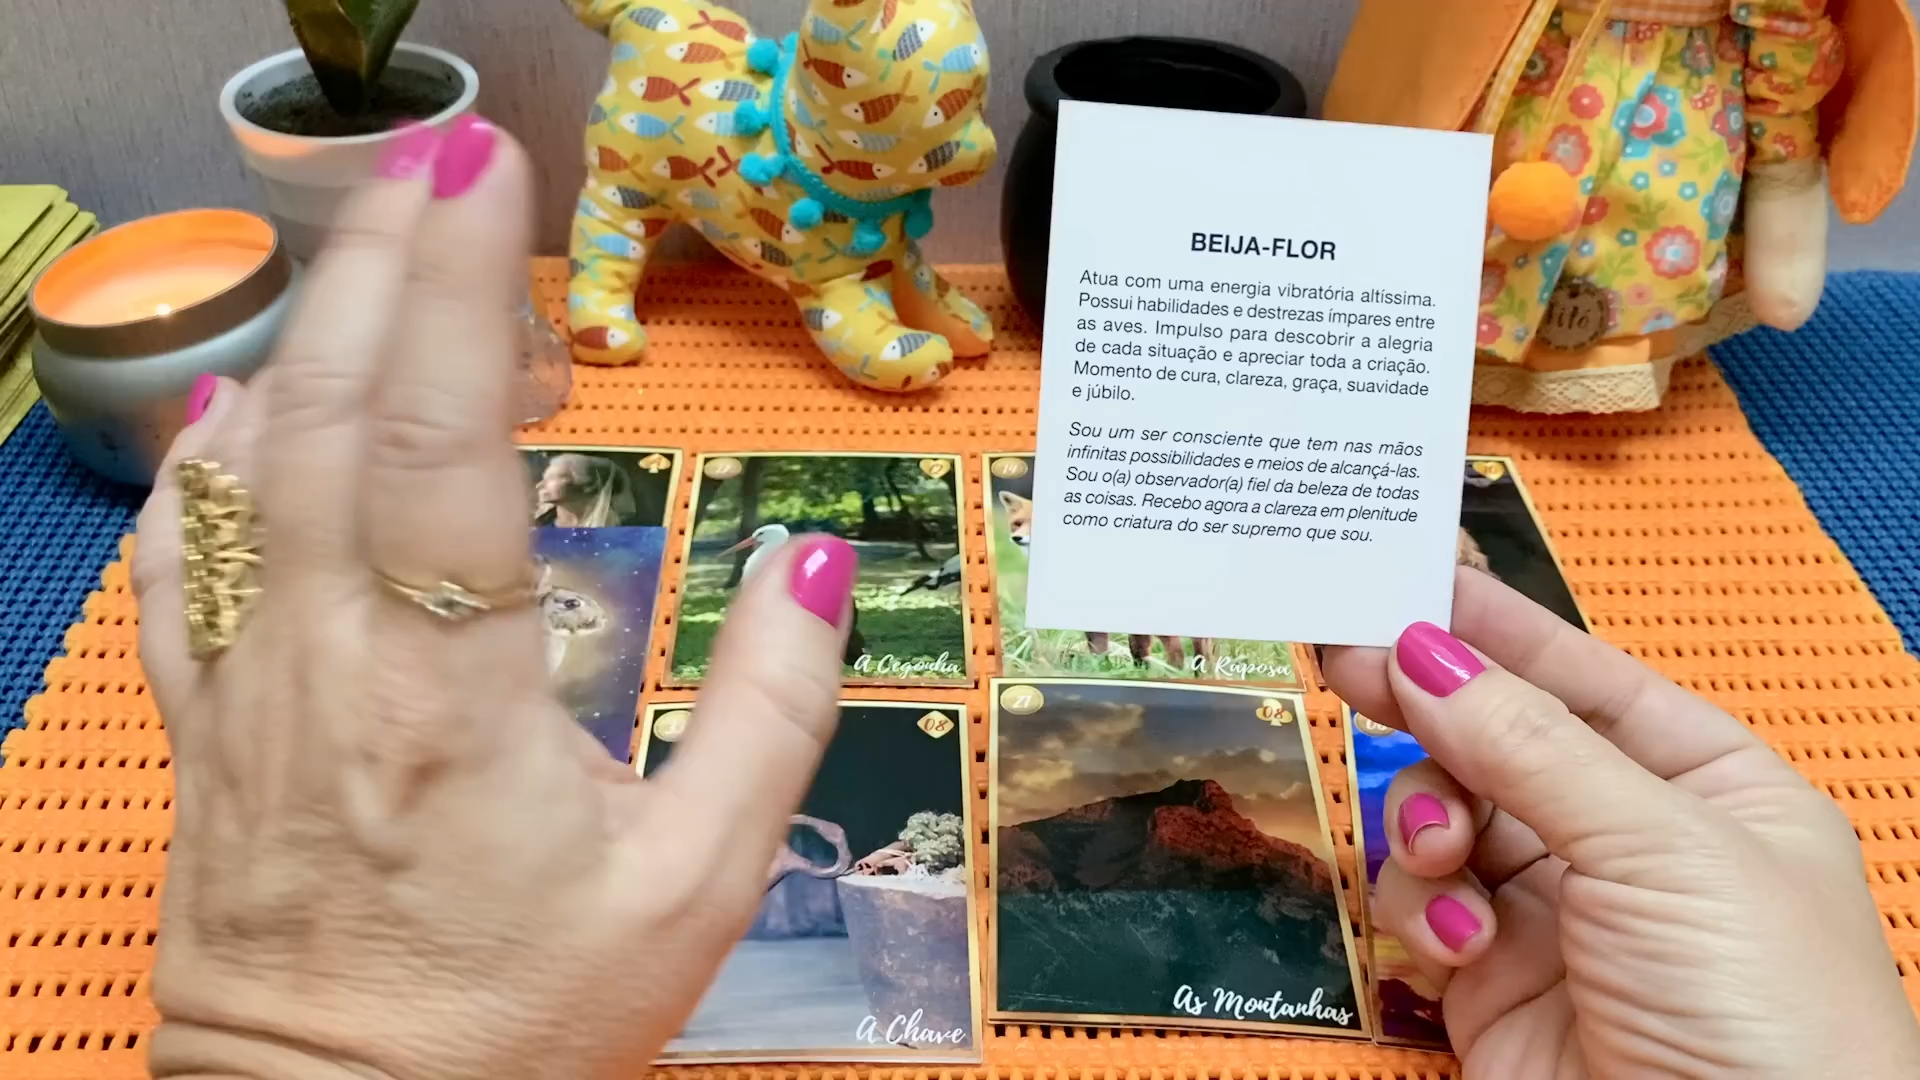 BEIJA-FLOR
Atua com uma energia vibratória altíssima.
Possui habilidades e destrezas ímpares entre
as aves. Impulso para descobrir a alegria
de cada situação e apreciar toda a criação.
Momento de cura, clareza, graça, suavidade
e júbilo.
Sou um ser consciente que tem nas mãos
infinitas possibilidades e meios de alcançá-las.
Sou o(a) observador(a) fiel da beleza de todas
as coisas. Recebo agora a clareza em plenitude
como criatura do ser supremo que sou.
14
A Cegonha
A Raposa
08
A Chave
21
08
As Montanhas